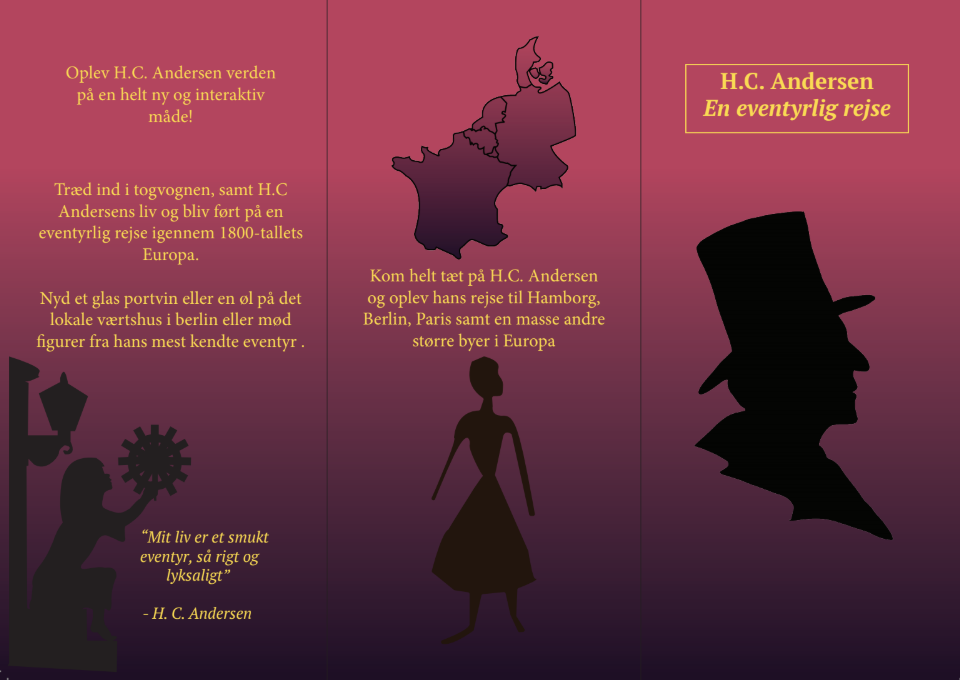 Oplev H.C. Andersen verden
på en helt ny og interaktiv
måde!
Træd ind i togvognen, samt H.C
Andersens liv og bliv ført på en
eventyrlig rejse igennem 1800-tallets
Europa.
Nyd et glas portvin eller en øl på det
lokale værtshus i berlin eller mød
figurer fra hans mest kendte eventyr .
“Mit liv er et smukt
eventyr, så rigt og
lyksaligt”
- H. C. Andersen
Kom helt tæt på H.C. Andersen
og oplev hans rejse til Hamborg,
Berlin, Paris samt en masse andre
større byer i Europa
H.C. Andersen
En eventyrlig rejse